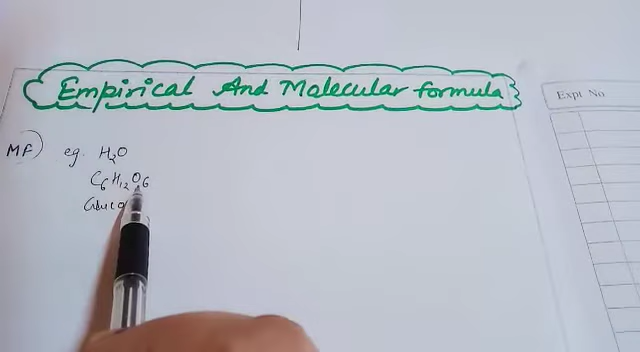 Empirical And Molecular formula
Expt No
MF) eg. H₂O
C₆H₁₂O₆